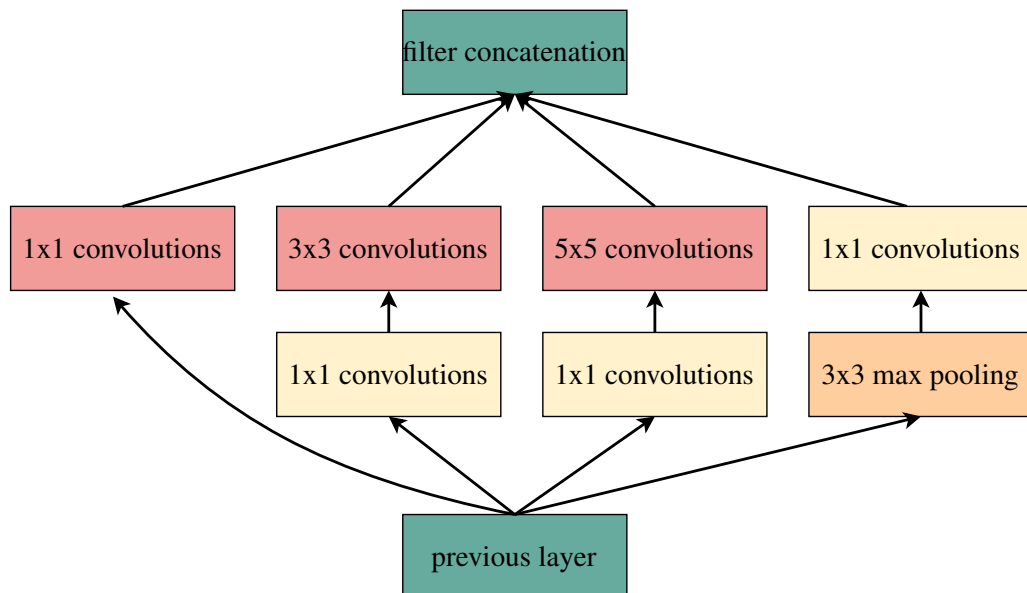 filter concatenation
1x1 convolutions
3x3 convolutions
5x5 convolutions
1x1 convolutions
1x1 convolutions
1x1 convolutions
3x3 max pooling
previous layer